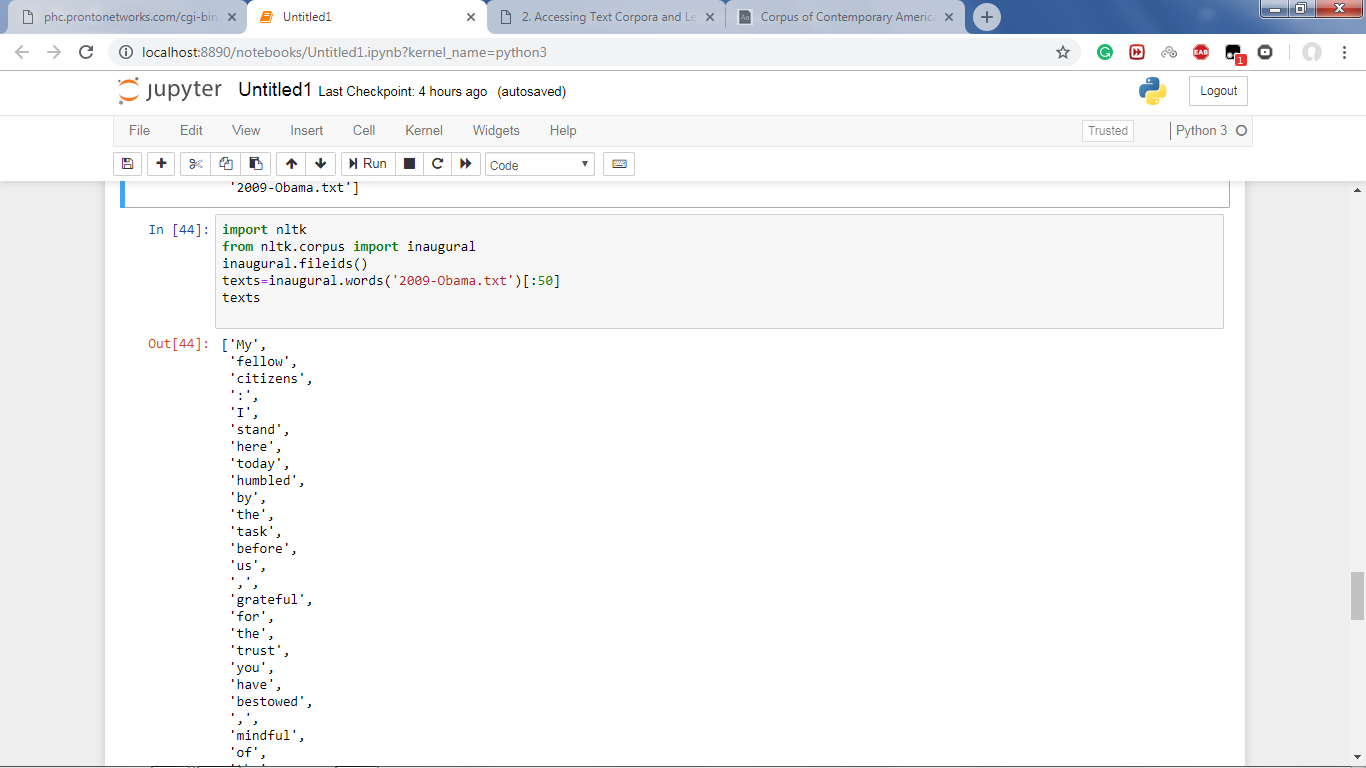 phc.prontonetworks.com/cgi-bin
Untitled1
2. Accessing Text Corpora and Le
Corpus of Contemporary America
localhost:8890/notebooks/Untitled1.ipynb?kernel_name=python3
EAB
1
jupyter Untitled1 Last Checkpoint: 4 hours ago (autosaved)
Logout
File Edit View Insert Cell Kernel Widgets Help
Trusted
Python 3
Run
Code
'2009-Obama.txt']
In [44]:
import nltk
from nltk.corpus import inaugural
inaugural.fileids()
texts=inaugural.words('2009-Obama.txt')[:50]
texts
Out[44]: ['My',
'fellow',
'citizens',
':',
'I',
'stand',
'here',
'today',
'humbled',
'by',
'the',
'task',
'before',
'us',
',',
'grateful',
'for',
'the',
'trust',
'you',
'have',
'bestowed',
',',
'mindful',
'of',